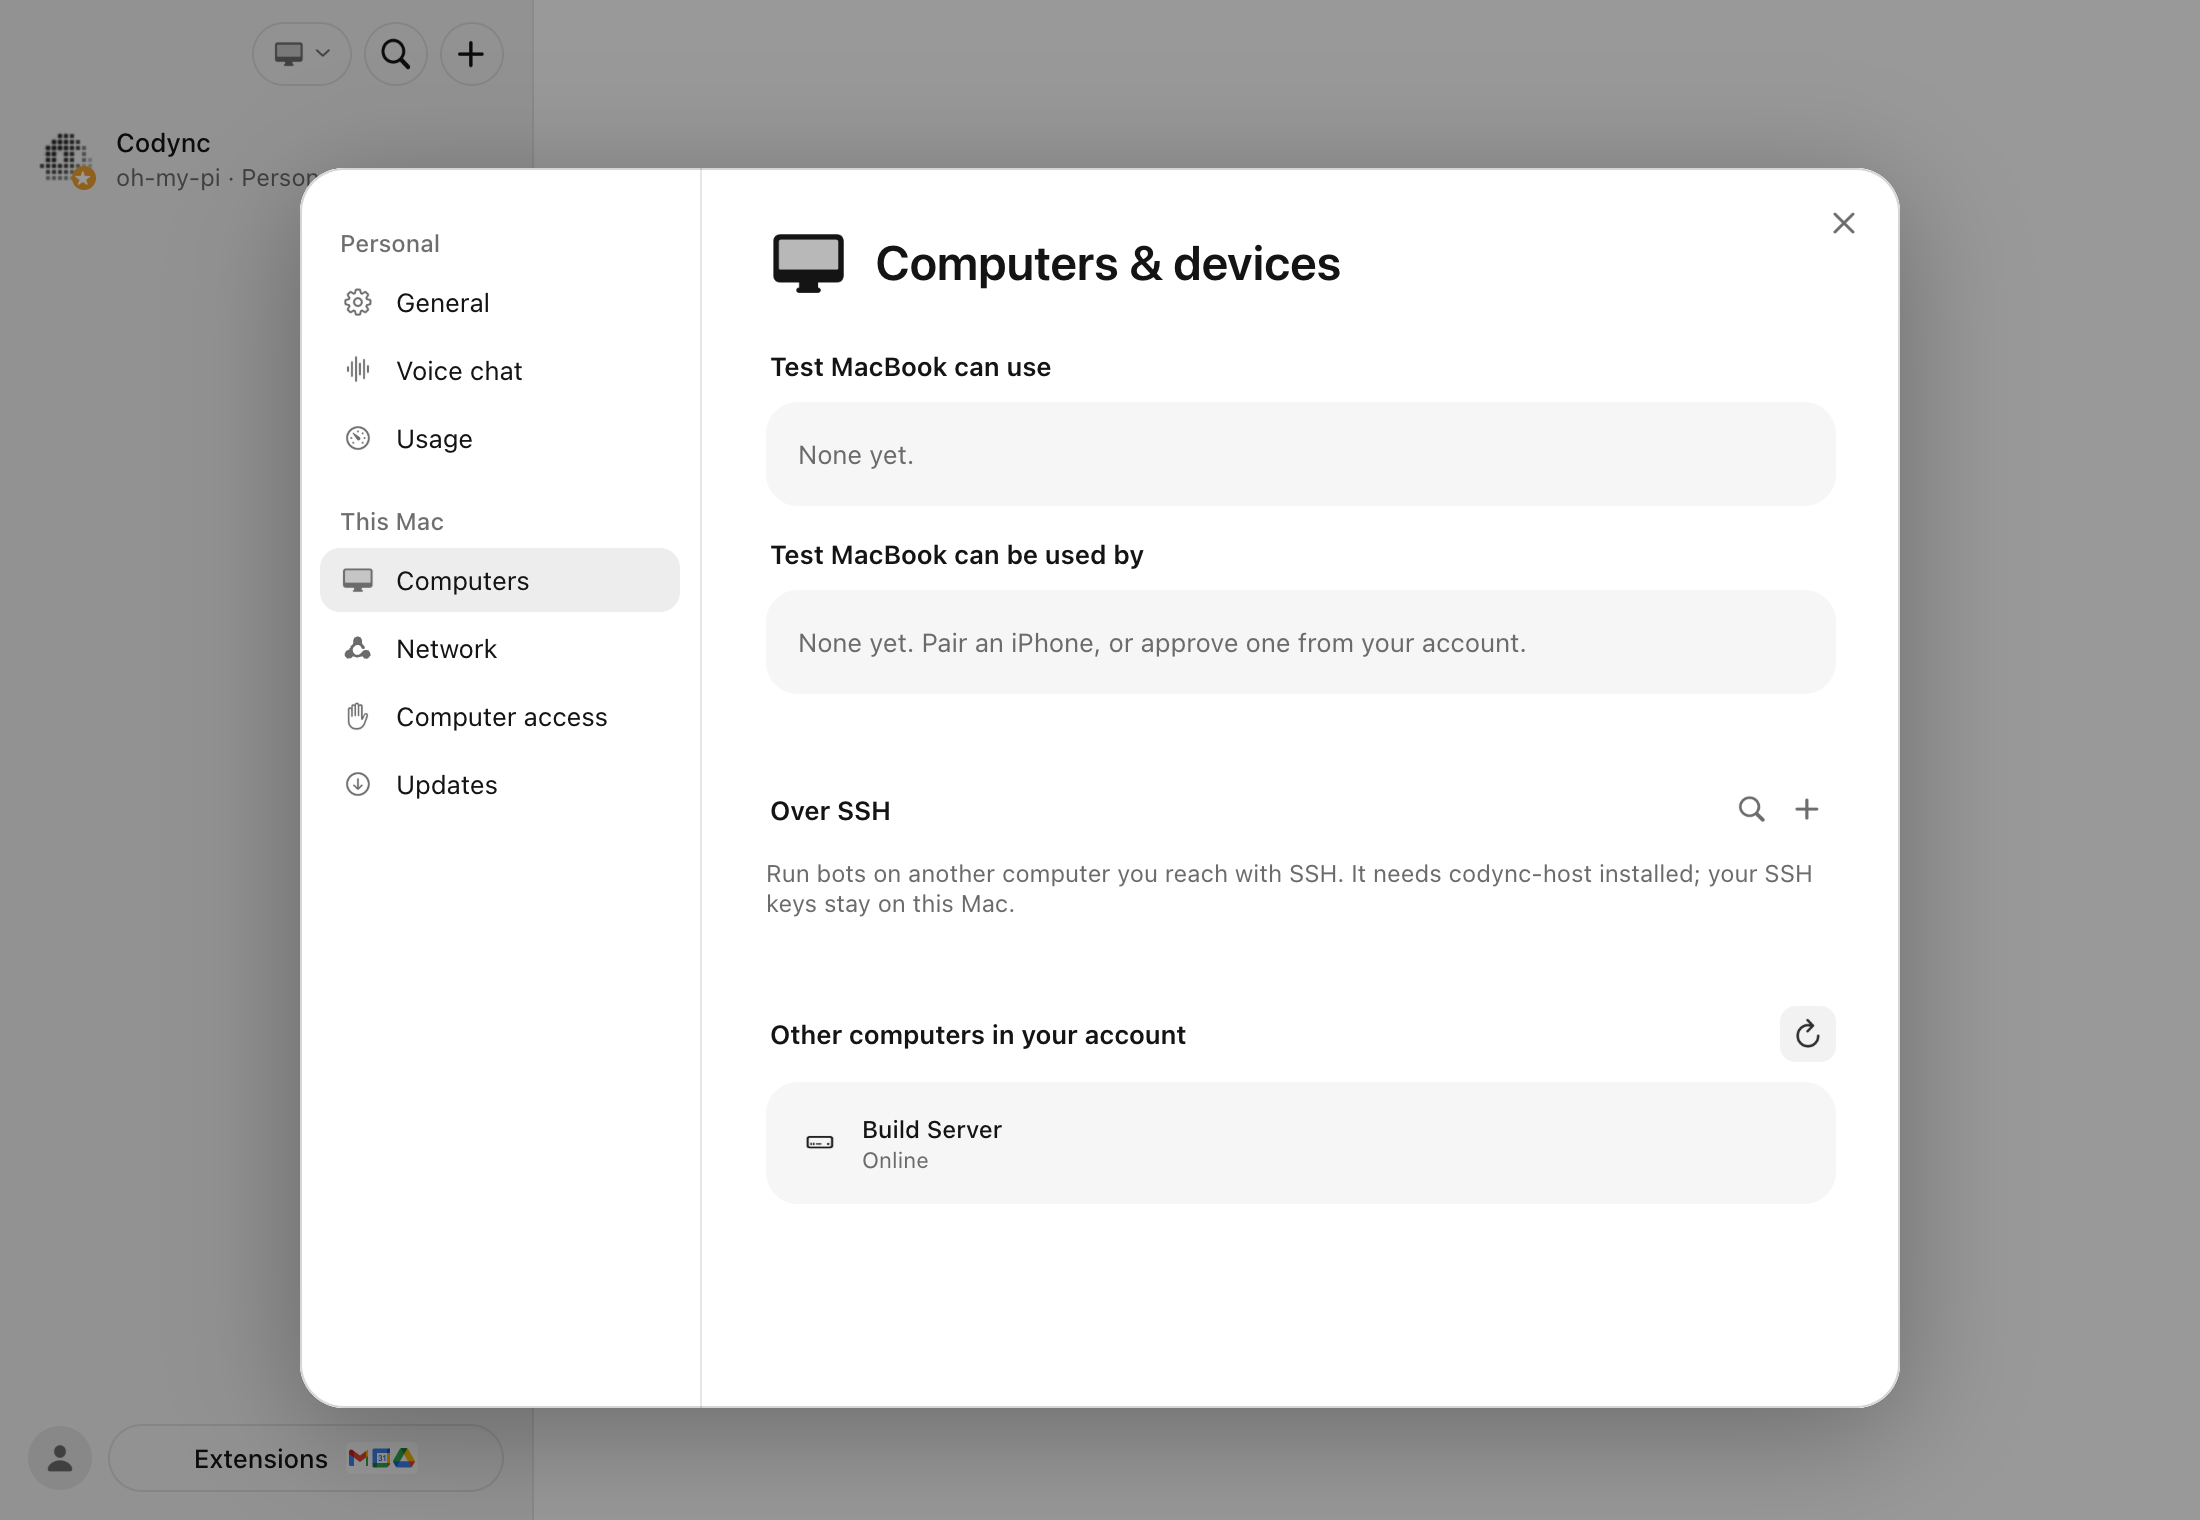 Codync
oh-my-pi · Person
Personal
General
Voice chat
Usage
This Mac
Computers
Network
Computer access
Updates
Extensions
31
Computers & devices
Test MacBook can use
None yet.
Test MacBook can be used by
None yet. Pair an iPhone, or approve one from your account.
Over SSH
Run bots on another computer you reach with SSH. It needs codync-host installed; your SSH
keys stay on this Mac.
Other computers in your account
Build Server
Online